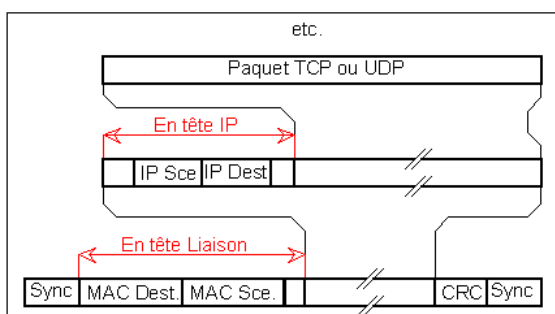 etc.
Paquet TCP ou UDP
En tête IP
IP Sce IP Dest
En tête Liaison
Sync MAC Dest. MAC Sce. CRC Sync